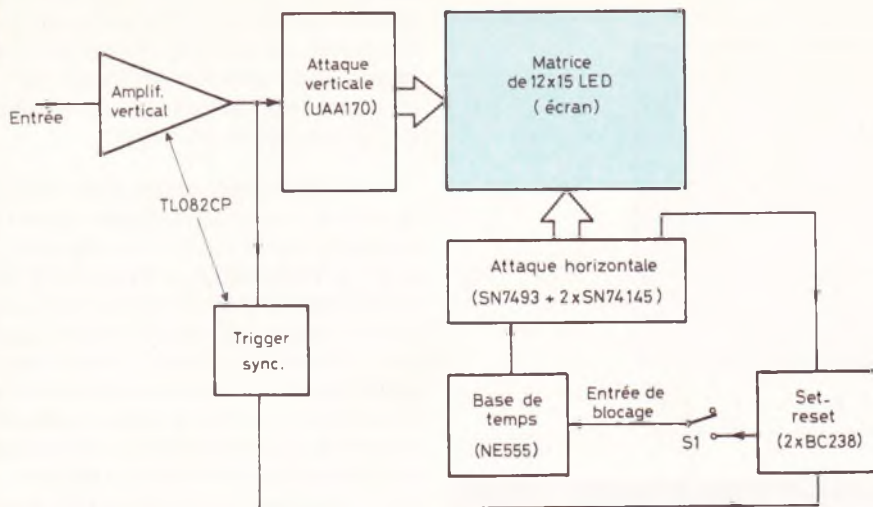 Entrée
Amplif.
vertical
Attaque
verticale
(UAA170)
Matrice
de 12x15 LED
( écran)
TL082CP
Trigger
sync.
Attaque horizontale
(SN7493 + 2xSN74145)
Base de
temps
(NE555)
Entrée de
blocage
S1
Set-
reset
(2xBC238)